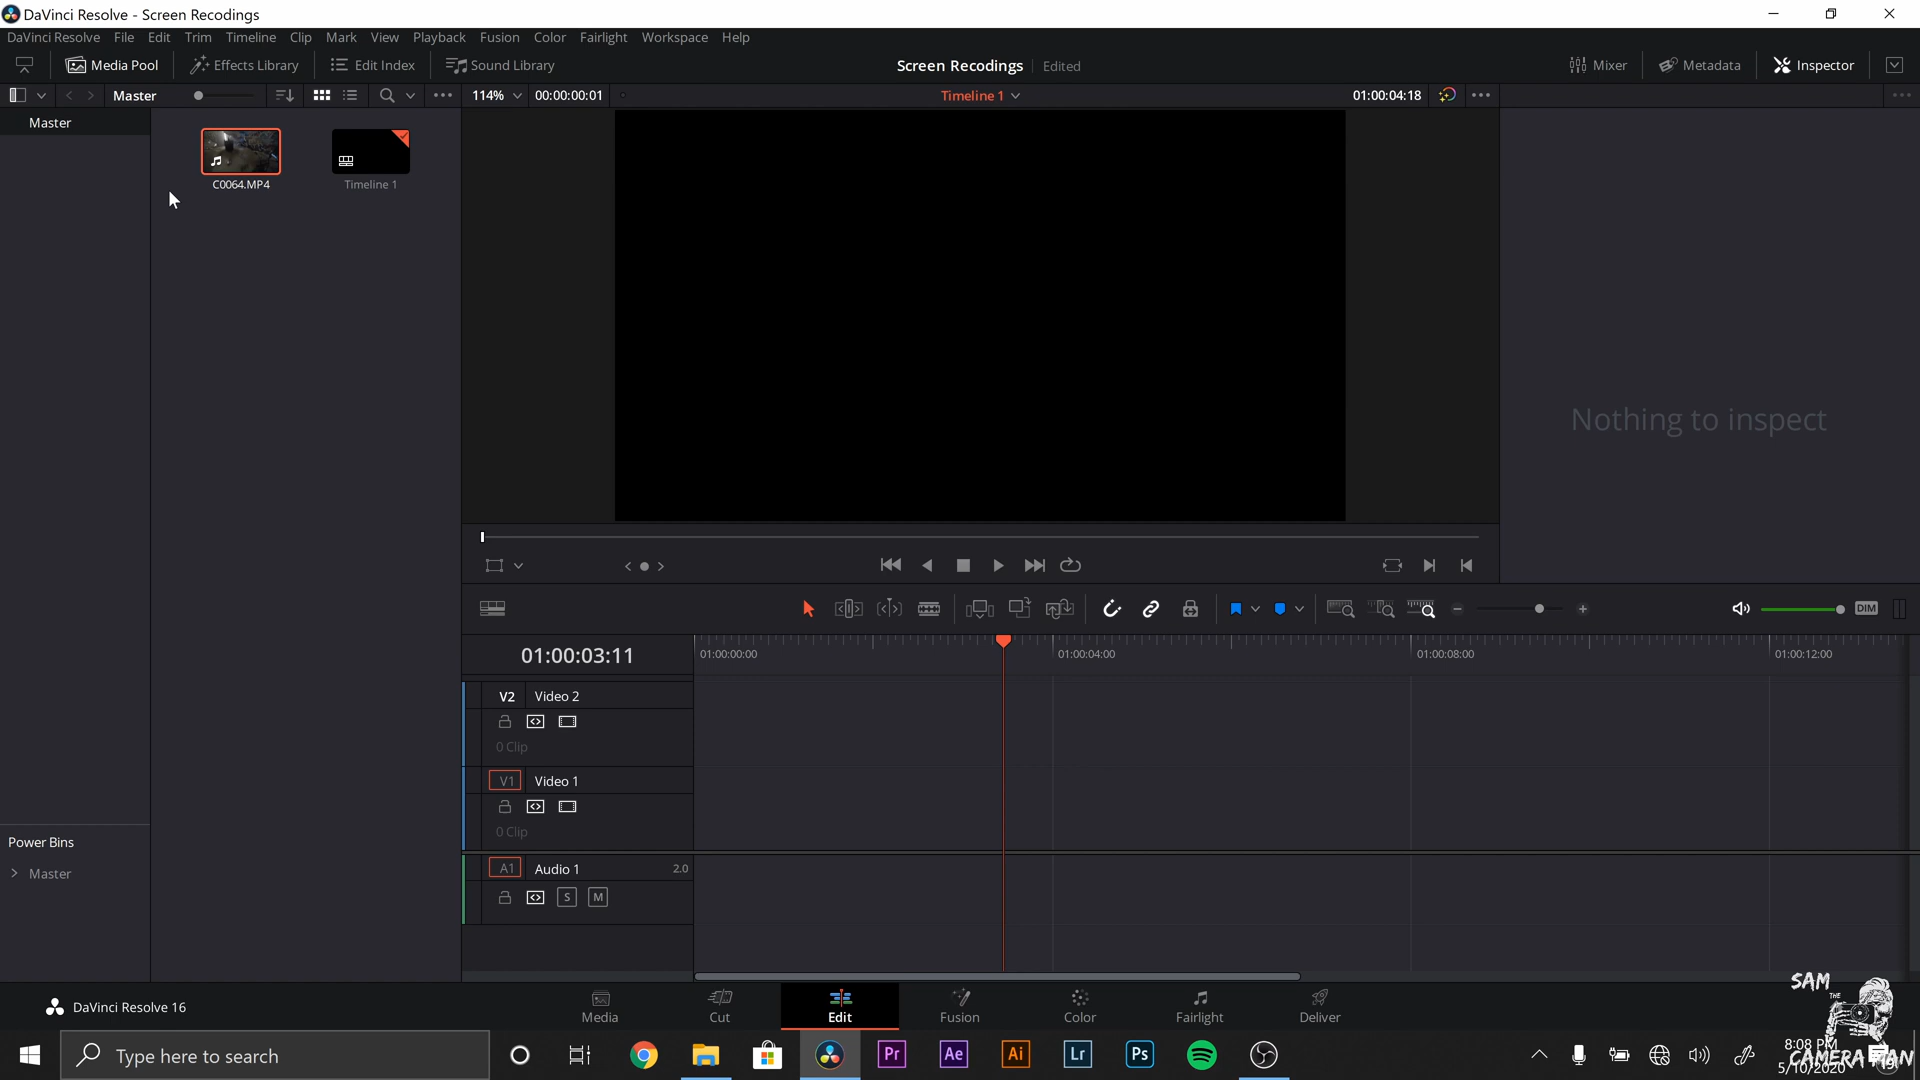 DaVinci Resolve - Screen Recodings
DaVinci Resolve File Edit Trim Timeline Clip Mark View Playback Fusion Color Fairlight Workspace Help
Media Pool Effects Library Edit Index Sound Library Screen Recodings Edited Mixer Metadata Inspector
Master 114% 00:00:00:01 Timeline 1 01:00:04:18
Master
C0064.MP4 Timeline 1
Nothing to inspect
DIM
01:00:03:11 01:00:00:00 01:00:04:00 01:00:08:00 01:00:12:00
V2 Video 2
0 Clip
V1 Video 1
0 Clip
A1 Audio 1 2.0
S M
Power Bins
Master
DaVinci Resolve 16
Media Cut Edit Fusion Color Fairlight Deliver
SAM
THE
CAMERA MAN
Type here to search
Pr Ae Ai Lr Ps
8:08 PM
5/10/2020